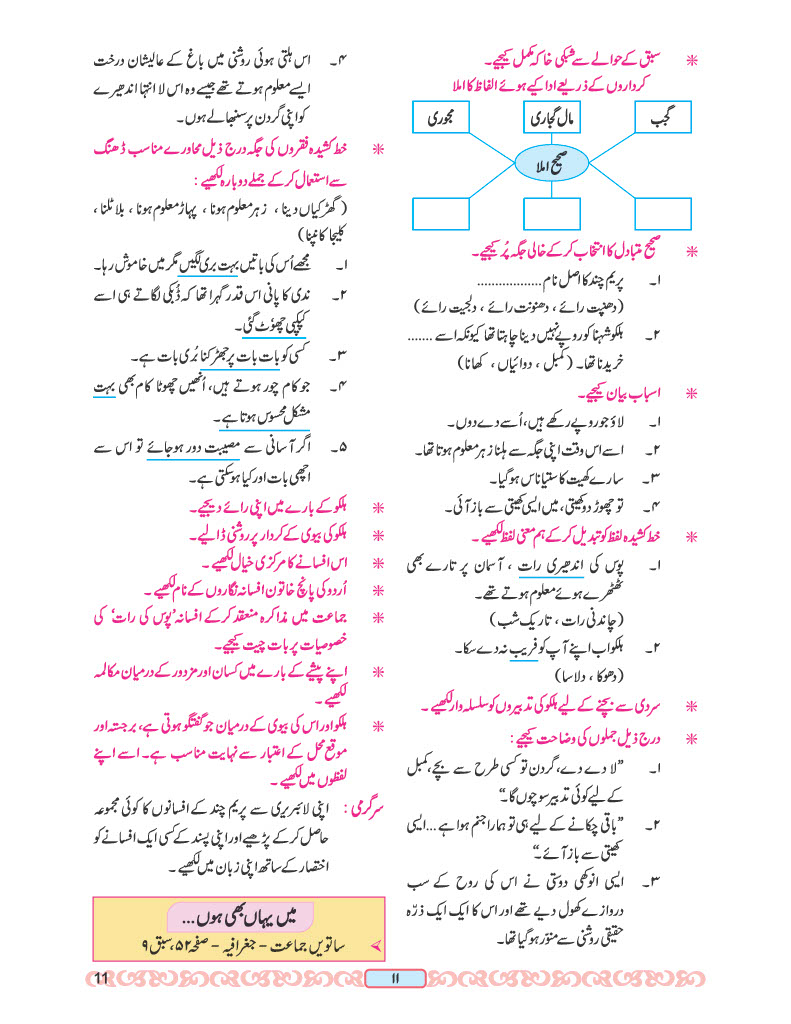 * سبق کے حوالے سے شبکی خاکہ مکمل کیجیے۔
کرداروں کے ذریعے ادا کیے ہوئے الفاظ کا املا
گجب
مال گجاری
مجوری
صحیح املا
* صحیح متبادل کا انتخاب کرکے خالی جگہ پُر کیجیے۔
۱۔ پریم چند کا اصل نام ..................
(دھنپت رائے ، دھنونت رائے ، دلجیت رائے)
۲۔ ہلکو شہنا کو روپے نہیں دینا چاہتا تھا کیونکہ اسے .......
خریدنا تھا۔ (کمبل ، دوائیاں ، کھانا)
* اسباب بیان کیجیے۔
۱۔ لاؤ جو روپے رکھے ہیں، اُسے دے دوں۔
۲۔ اسے اس وقت اپنی جگہ سے ہلنا زہر معلوم ہوتا تھا۔
۳۔ سارے کھیت کا ستیاناس ہوگیا۔
۴۔ تو چھوڑ دو کھیتی، میں ایسی کھیتی سے باز آئی۔
* خط کشیدہ لفظ کو تبدیل کرکے ہم معنی لفظ لکھیے۔
۱۔ پُوس کی اندھیری رات ، آسمان پر تارے بھی
ٹھٹھرے ہوئے معلوم ہوتے تھے۔
(چاندنی رات ، تاریک شب)
۲۔ ہلکو اب اپنے آپ کو فریب نہ دے سکا۔
(دھوکا ، دلاسا)
* سردی سے بچنے کے لیے ہلکو کی تدبیروں کو سلسلہ وار لکھیے۔
* درج ذیل جملوں کی وضاحت کیجیے:
۱۔ ”لا دے دے، گردن تو کسی طرح سے بچے، کمبل
کے لیے کوئی تدبیر سوچوں گا۔“
۲۔ ”باقی چکانے کے لیے ہی تو ہمارا جنم ہوا ہے...ایسی
کھیتی سے باز آئے۔“
۳۔ ایسی انوکھی دوستی نے اس کی روح کے سب
دروازے کھول دیے تھے اور اس کا ایک ایک ذرّہ
حقیقی روشنی سے منوّر ہوگیا تھا۔
۴۔ اس ہلتی ہوئی روشنی میں باغ کے عالیشان درخت
ایسے معلوم ہوتے تھے جیسے وہ اس لا انتہا اندھیرے
کو اپنی گردن پر سنبھالے ہوں۔
* خط کشیدہ فقروں کی جگہ درج ذیل محاورے مناسب ڈھنگ
سے استعمال کرکے جملے دوبارہ لکھیے :
(گھڑکیاں دینا ، زہر معلوم ہونا ، پہاڑ معلوم ہونا ، بلا ٹلنا ،
کلیجا کانپنا)
۱۔ مجھے اُس کی باتیں بہت بری لگیں مگر میں خاموش رہا۔
۲۔ ندی کا پانی اس قدر گہرا تھا کہ ڈُبکی لگاتے ہی اسے
کپکپی چھوٗٹ گئی۔
۳۔ کسی کو بات بات پر جھڑکنا بُری بات ہے۔
۴۔ جو کام چور ہوتے ہیں، اُنھیں چھوٹا کام بھی بہت
مشکل محسوس ہوتا ہے۔
۵۔ اگر آسانی سے مصیبت دور ہو جائے تو اس سے
اچھی بات اور کیا ہوسکتی ہے۔
* ہلکو کے بارے میں اپنی رائے دیجیے۔
* ہلکو کی بیوی کے کردار پر روشنی ڈالیے۔
* اس افسانے کا مرکزی خیال لکھیے۔
* اُردو کی پانچ خاتون افسانہ نگاروں کے نام لکھیے۔
* جماعت میں مذاکرہ منعقد کرکے افسانہ ’پوٗس کی رات‘ کی
خصوصیات پر بات چیت کیجیے۔
* اپنے پیشے کے بارے میں کسان اور مزدور کے درمیان مکالمہ
لکھیے۔
* ہلکو اور اس کی بیوی کے درمیان جو گفتگو ہوتی ہے، برجستہ اور
موقع محل کے اعتبار سے نہایت مناسب ہے۔ اسے اپنے
لفظوں میں لکھیے۔
سرگرمی : اپنی لائبریری سے پریم چند کے افسانوں کا کوئی مجموعہ
حاصل کرکے پڑھیے اور اپنی پسند کے کسی ایک افسانے کو
اختصار کے ساتھ اپنی زبان میں لکھیے۔
میں یہاں بھی ہوں...
ساتویں جماعت – جغرافیہ – صفحہ ۵۲، سبق ۹
۱۱
11